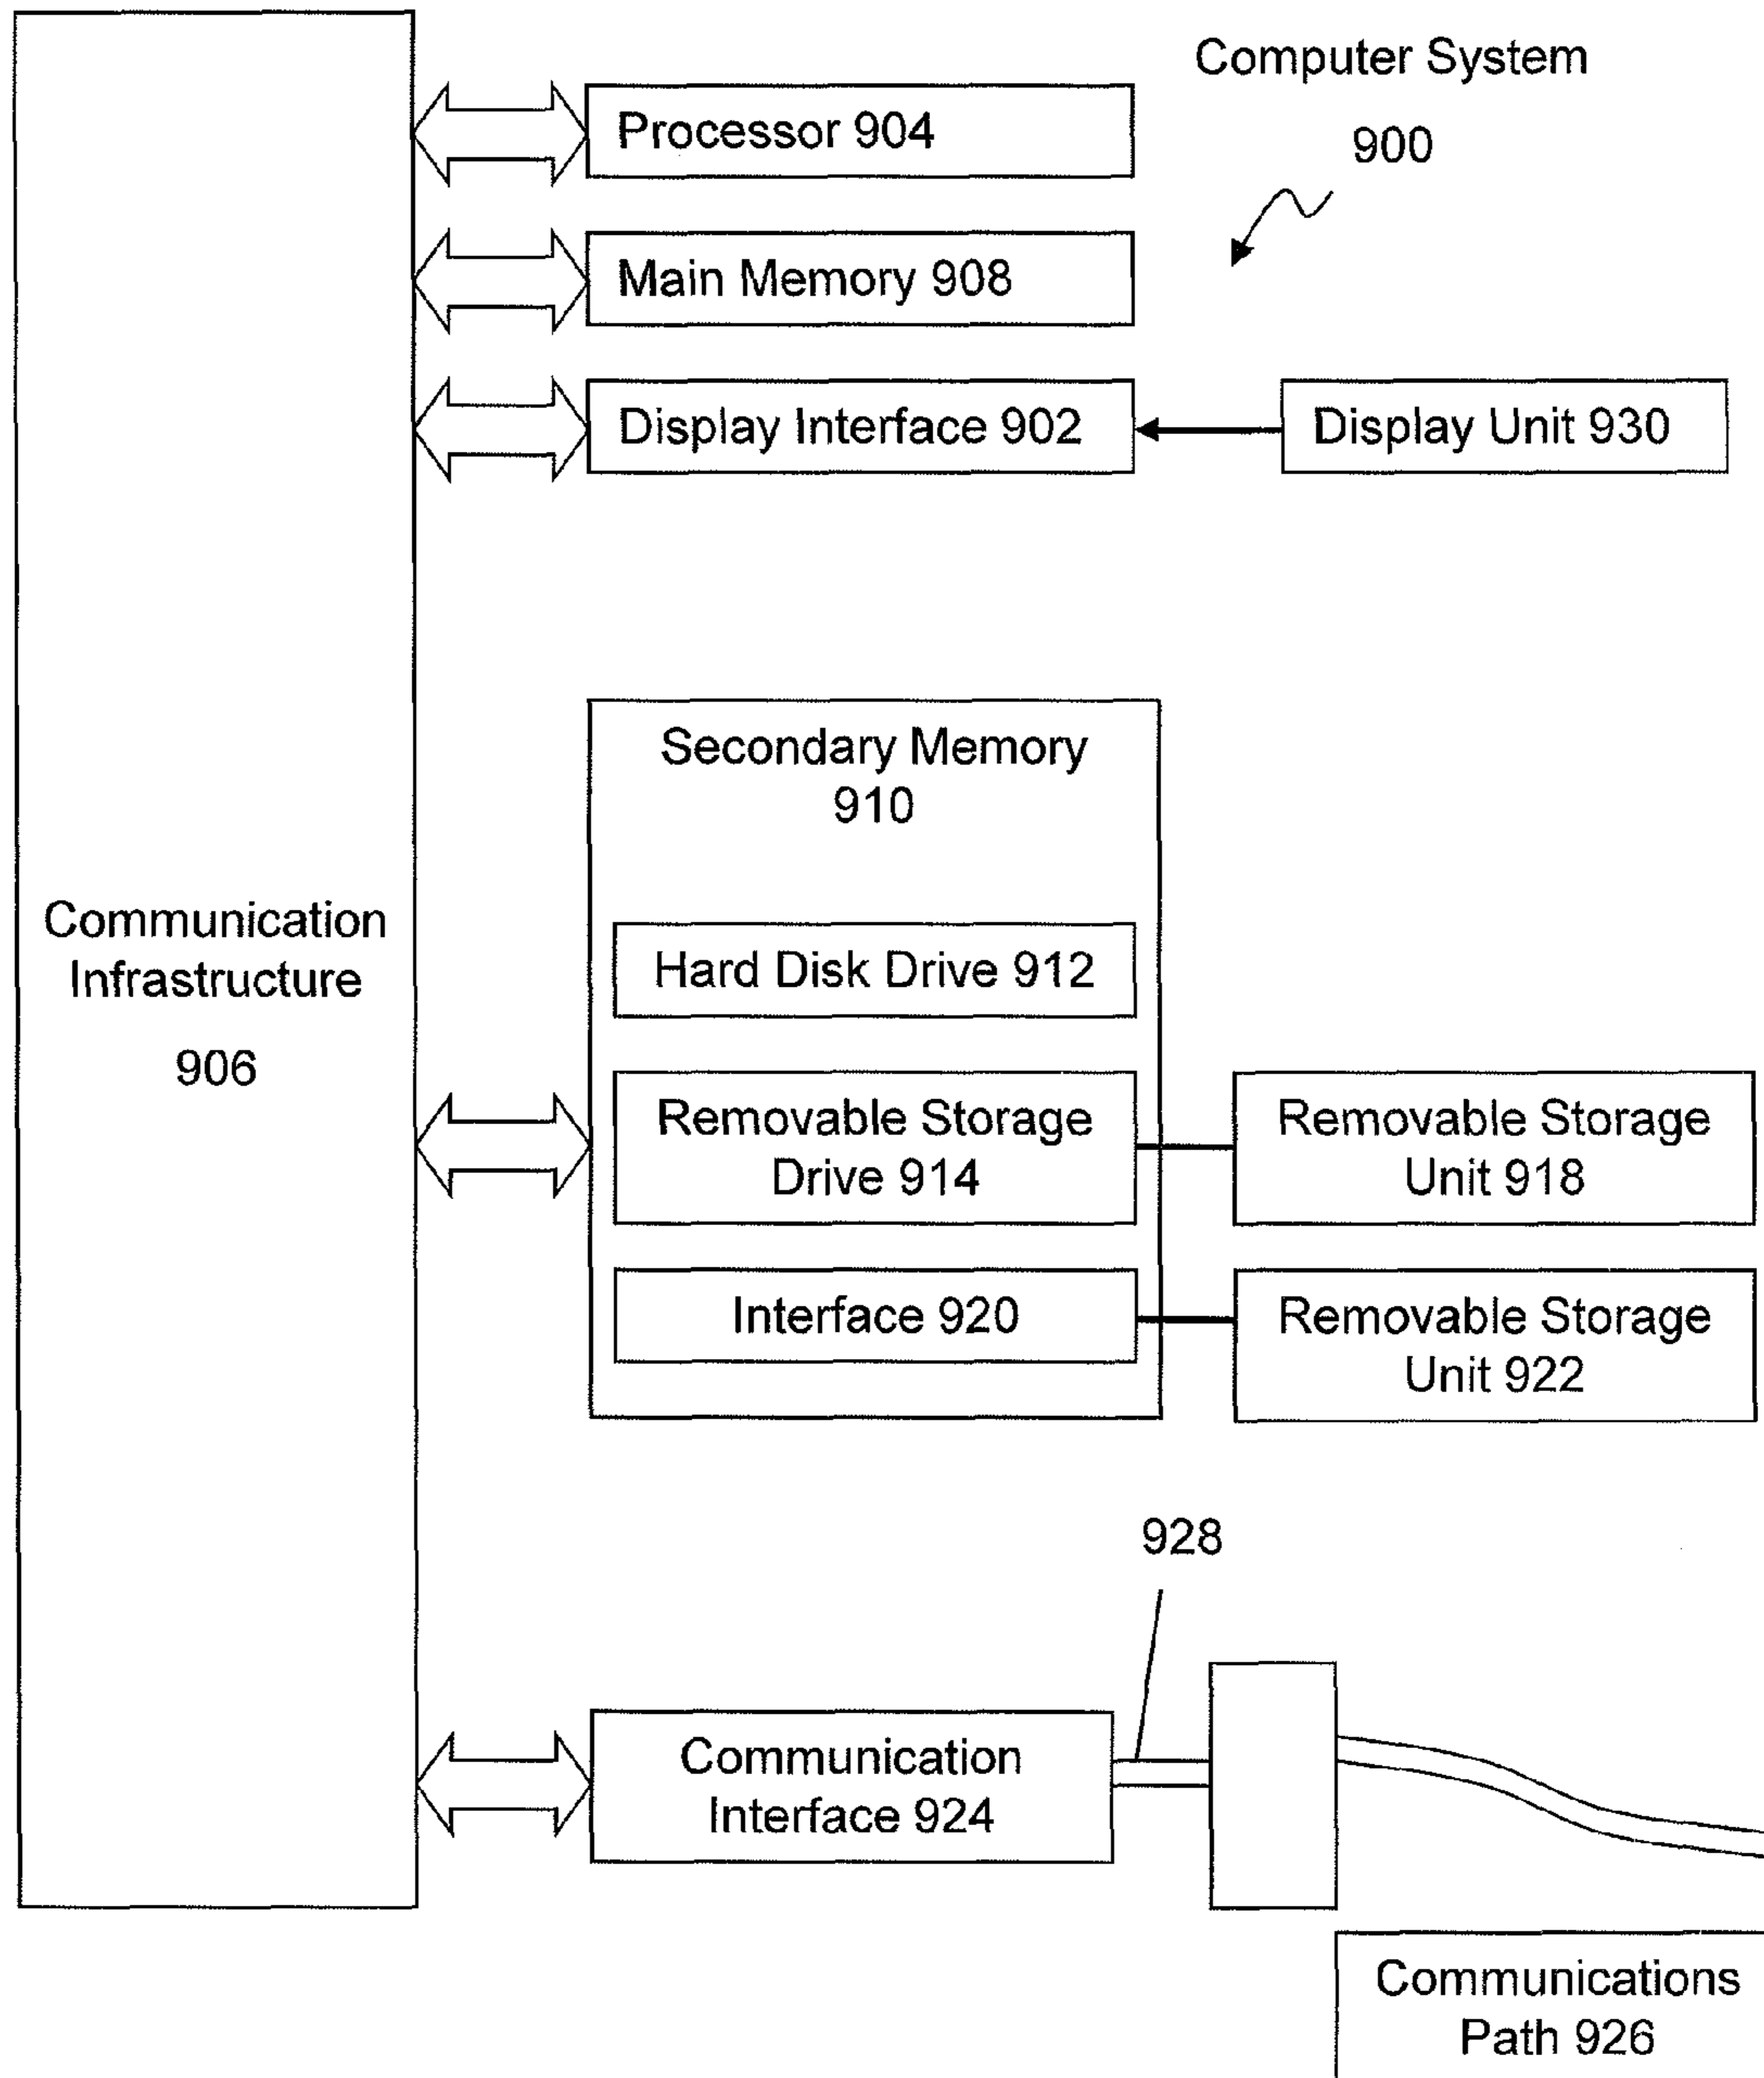 Computer System
900
Processor 904
Main Memory 908
Display Interface 902
Display Unit 930
Secondary Memory
910
Communication
Infrastructure
906
Hard Disk Drive 912
Removable Storage
Drive 914
Removable Storage
Unit 918
Interface 920
Removable Storage
Unit 922
928
Communication
Interface 924
Communications
Path 926